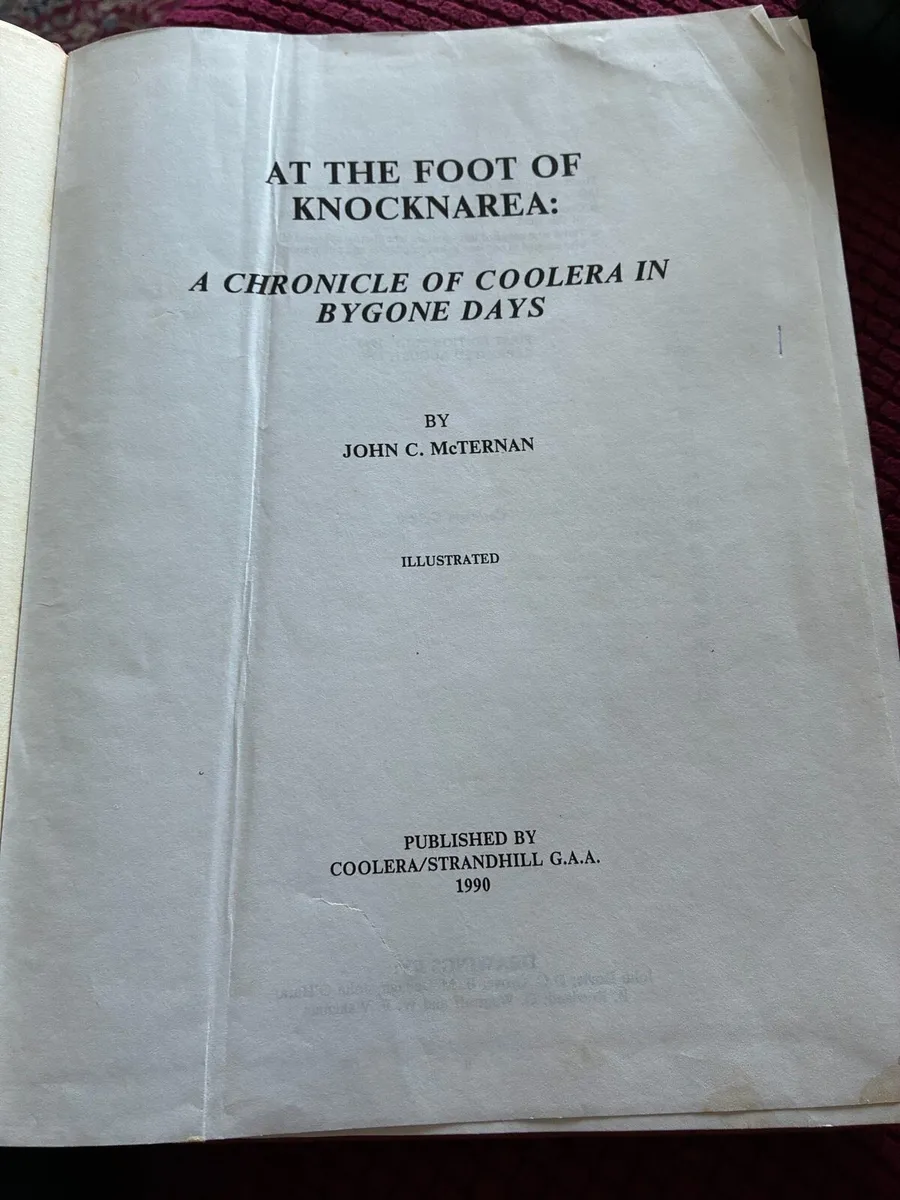 AT THE FOOT OF
KNOCKNAREA:
A CHRONICLE OF COOLERA IN
BYGONE DAYS
BY
JOHN C. McTERNAN
ILLUSTRATED
PUBLISHED BY
COOLERA/STRANDHILL G.A.A.
1990